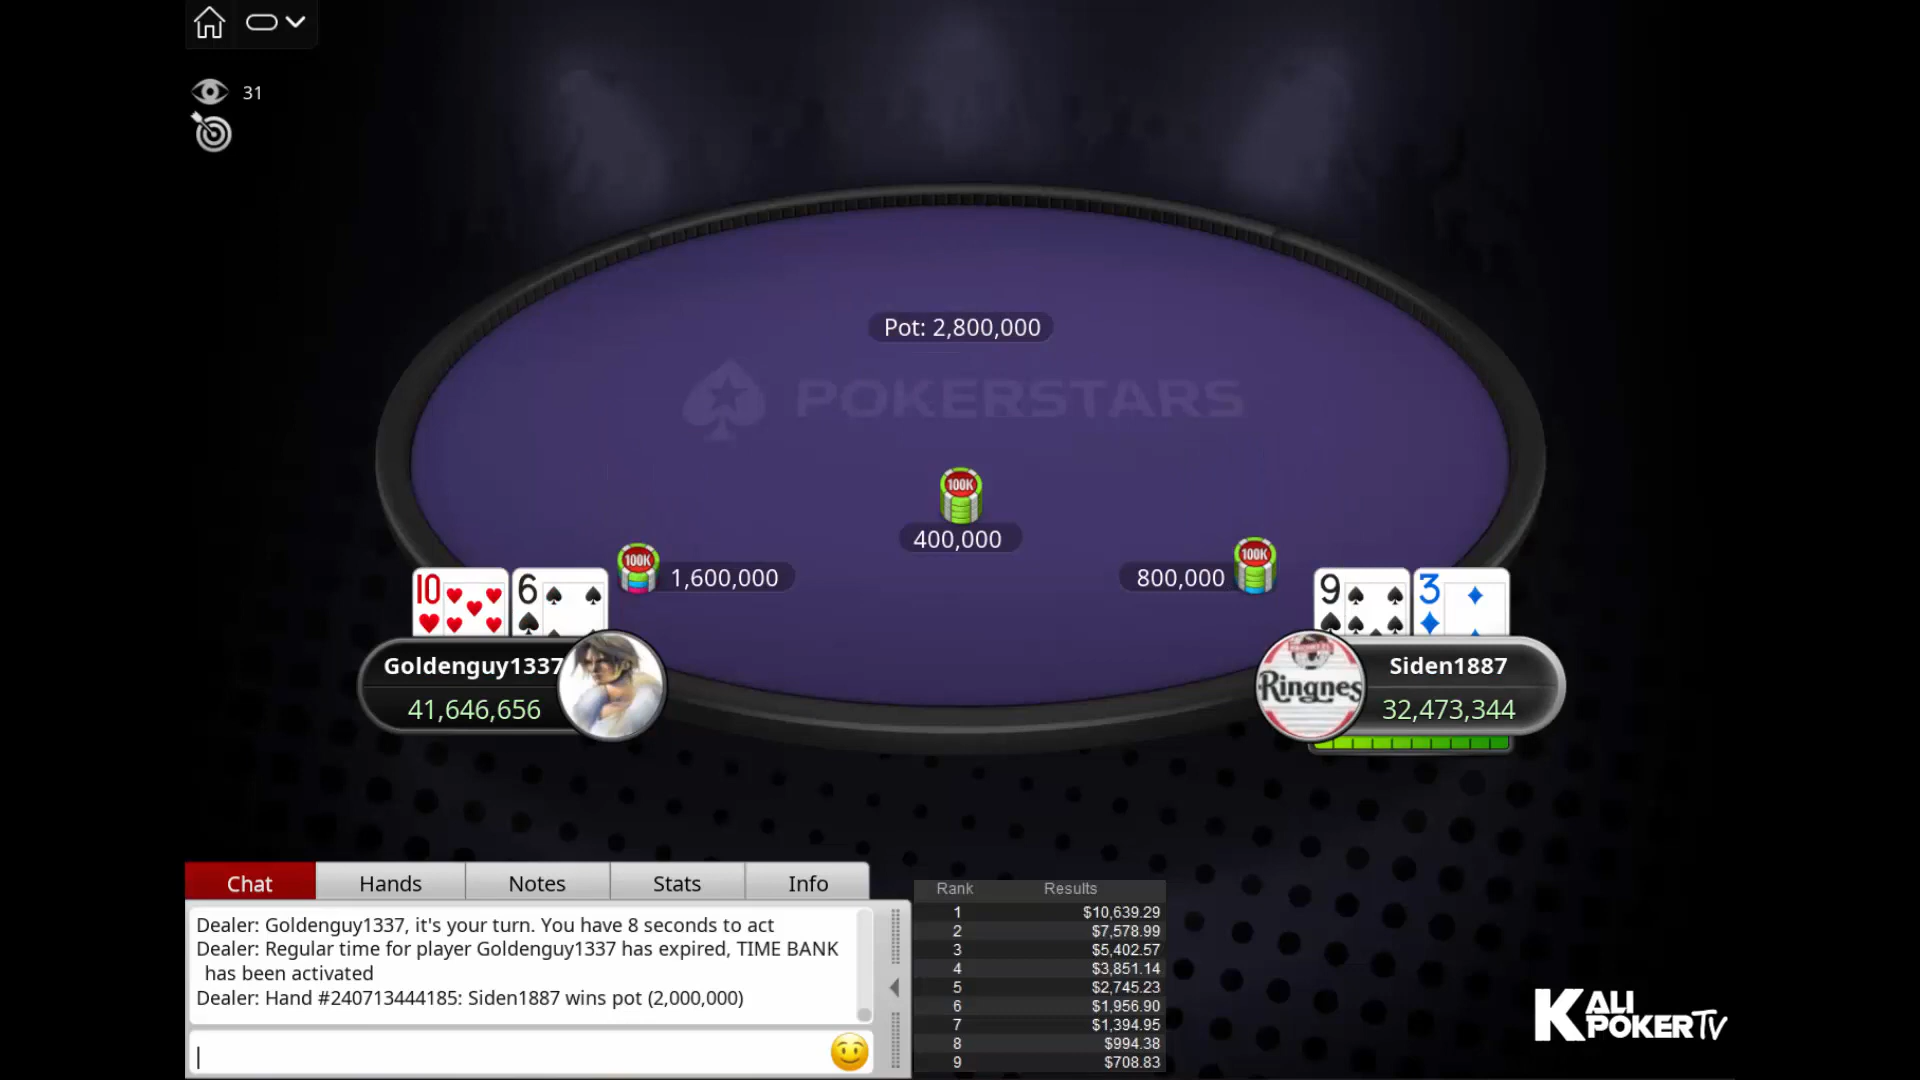 31
Pot: 2,800,000
POKERSTARS
100K
400,000
100K
1,600,000
100K
800,000
10 6
9 3
Goldenguy1337
41,646,656
Ringnes
Siden1887
32,473,344
Chat Hands Notes Stats Info
Dealer: Goldenguy1337, it's your turn. You have 8 seconds to act
Dealer: Regular time for player Goldenguy1337 has expired, TIME BANK
has been activated
Dealer: Hand #240713444185: Siden1887 wins pot (2,000,000)
Rank Results
1 $10,639.29
2 $7,578.99
3 $5,402.57
4 $3,851.14
5 $2,745.23
6 $1,956.90
7 $1,394.95
8 $994.38
9 $708.83
KALI
POKERTV